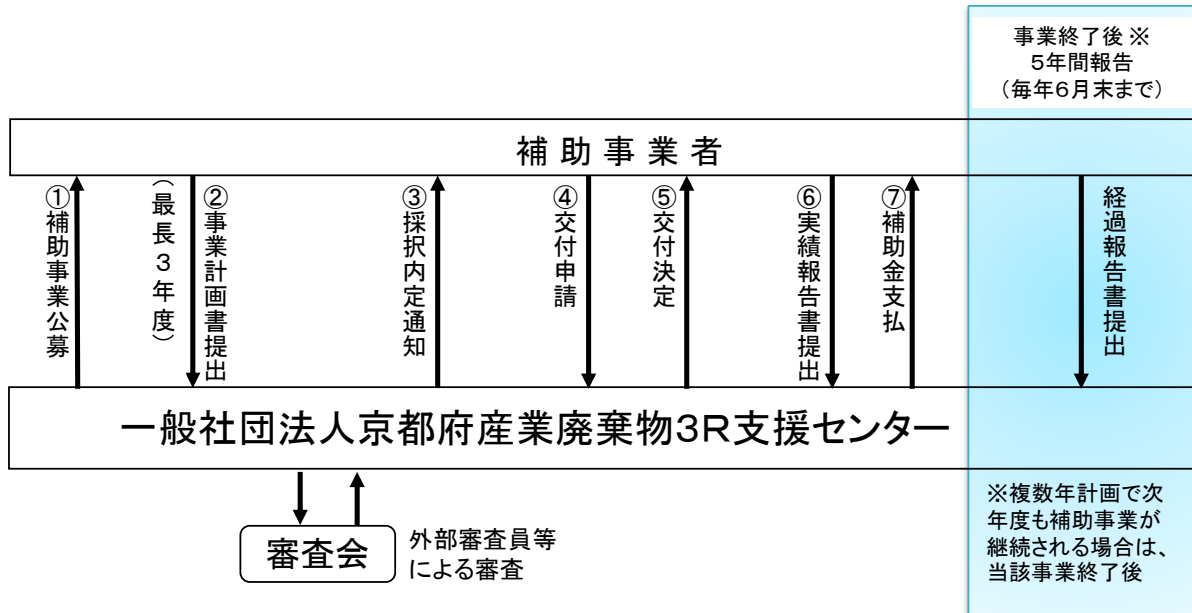 事業終了後※
5年間報告
（毎年6月末まで）
補助事業者
①補助事業公募
②事業計画書提出
（最長3年度）
③採択内定通知
④交付申請
⑤交付決定
⑥実績報告書提出
⑦補助金支払
経過報告書提出
一般社団法人京都府産業廃棄物3R支援センター
審査会
外部審査員等
による審査
※複数年計画で次
年度も補助事業が
継続される場合は、
当該事業終了後